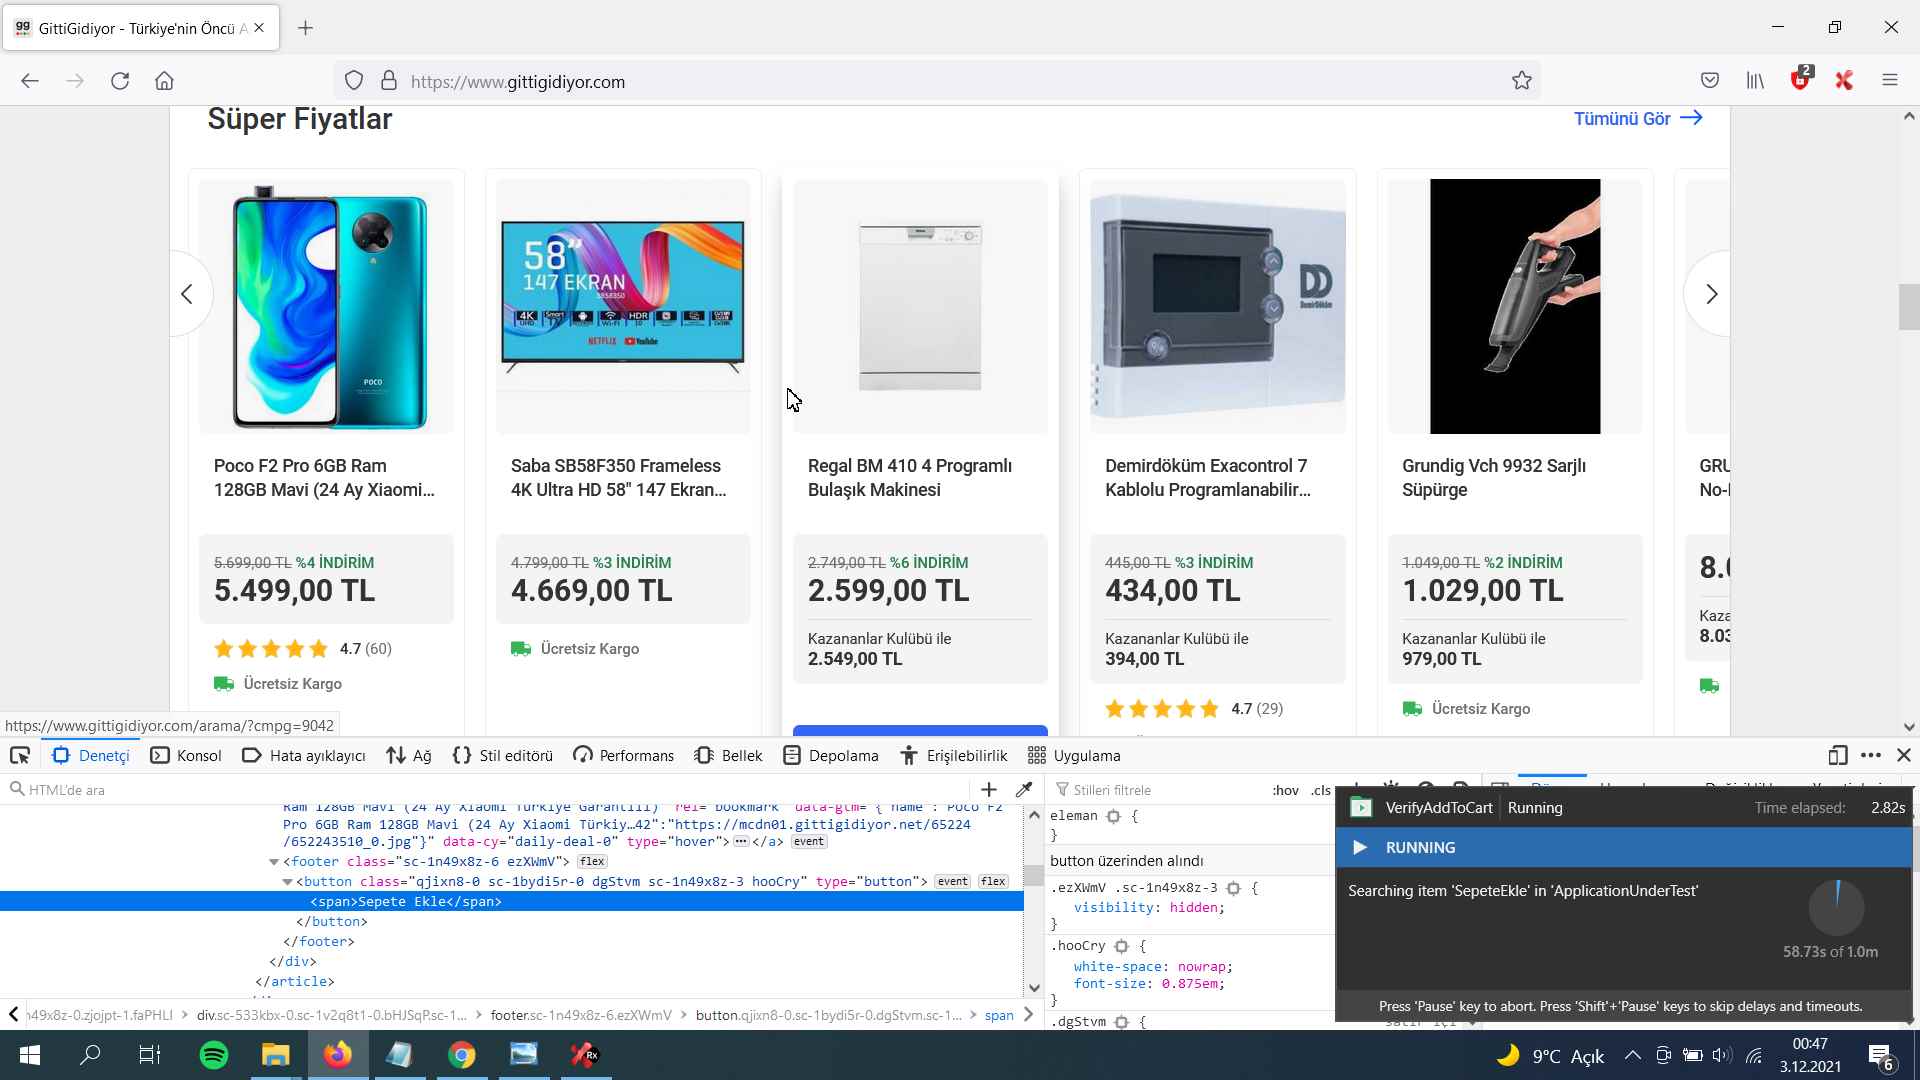 GittiGidiyor - Türkiye'nin Öncü A
https://www.gittigidiyor.com
2
Süper Fiyatlar
Tümünü Gör
58”
147 EKRAN
NETFLIX YouTube
POCO
DemirDöküm
Poco F2 Pro 6GB Ram
128GB Mavi (24 Ay Xiaomi...
5.699,00 TL %4 İNDİRİM
5.499,00 TL
4.7 (60)
Ücretsiz Kargo
Saba SB58F350 Frameless
4K Ultra HD 58" 147 Ekran...
4.799,00 TL %3 İNDİRİM
4.669,00 TL
Ücretsiz Kargo
Regal BM 410 4 Programlı
Bulaşık Makinesi
2.749,00 TL %6 İNDİRİM
2.599,00 TL
Kazananlar Kulübü ile
2.549,00 TL
Demirdöküm Exacontrol 7
Kablolu Programlanabilir...
445,00 TL %3 İNDİRİM
434,00 TL
Kazananlar Kulübü ile
394,00 TL
4.7 (29)
Grundig Vch 9932 Sarjlı
Süpürge
1.049,00 TL %2 İNDİRİM
1.029,00 TL
Kazananlar Kulübü ile
979,00 TL
Ücretsiz Kargo
GRU
No-
8.0
Kaza
8.03
https://www.gittigidiyor.com/arama/?cmpg=9042
Denetçi Konsol Hata ayıklayıcı Ağ Stil editörü Performans Bellek Depolama Erişilebilirlik Uygulama
HTML'de ara
Ram 128GB Mavi (24 Ay Xiaomi Türkiye Garantili)" rel="bookmark" data-gtm="{"name":"Poco F2
Pro 6GB Ram 128GB Mavi (24 Ay Xiaomi Türkiy…42":"https://mcdn01.gittigidiyor.net/65224
/652243510_0.jpg"}" data-cy="daily-deal-0" type="hover"> ••• </a> event
<footer class="sc-1n49x8z-6 ezXWmV"> flex
<button class="qjixn8-0 sc-1bydi5r-0 dgStvm sc-1n49x8z-3 hooCry" type="button"> event flex
<span>Sepete Ekle</span>
</button>
</footer>
</div>
</article>
n49x8z-0.zjojpt-1.faPHLI > div.sc-533kbx-0.sc-1v2q8t1-0.bHJSqP.sc-1... > footer.sc-1n49x8z-6.ezXWmV > button.qjixn8-0.sc-1bydi5r-0.dgStvm.sc-1... > span
Stilleri filtrele :hov .cls
eleman {
}
button üzerinden alındı
.ezXWmV .sc-1n49x8z-3 {
visibility: hidden;
}
.hooCry {
white-space: nowrap;
font-size: 0.875em;
}
.dgStvm {
satır içi
VerifyAddToCart Running Time elapsed: 2.82s
RUNNING
Searching item 'SepeteEkle' in 'ApplicationUnderTest'
58.73s of 1.0m
Press 'Pause' key to abort. Press 'Shift'+'Pause' keys to skip delays and timeouts.
Rx
9°C Açık
00:47
3.12.2021
6